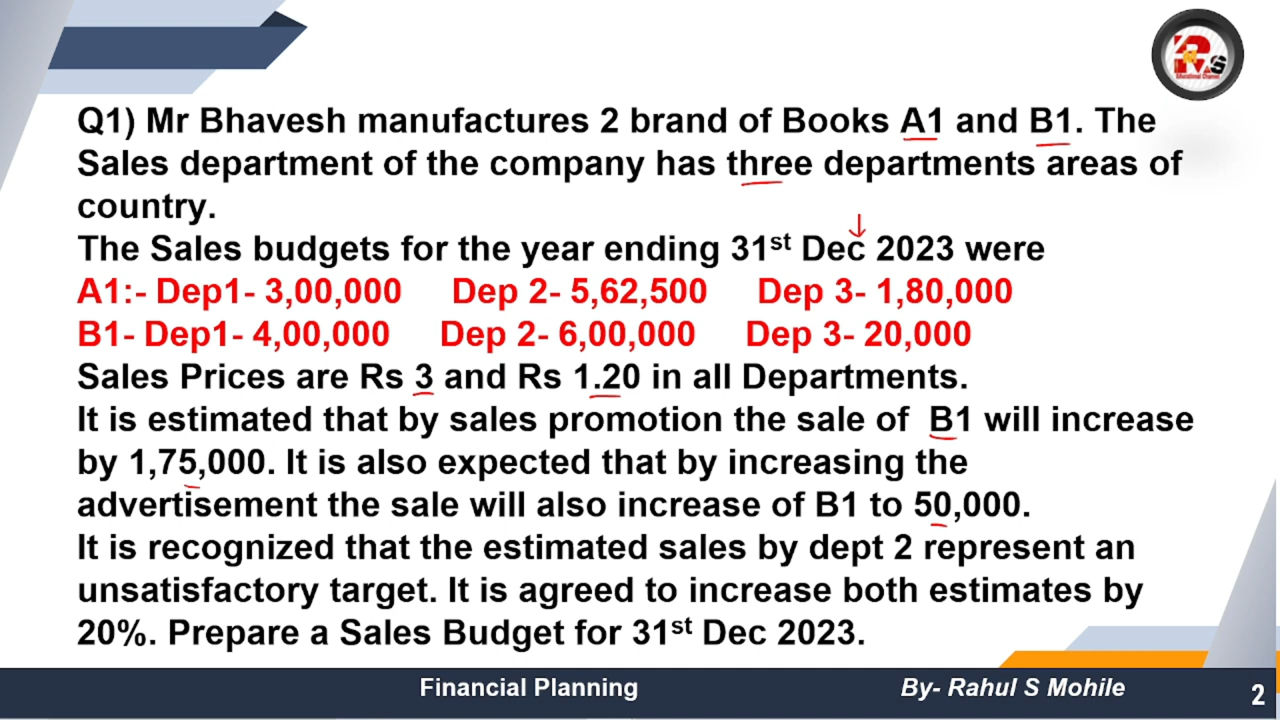 Q1) Mr Bhavesh manufactures 2 brand of Books A1 and B1. The
Sales department of the company has three departments areas of
country.
The Sales budgets for the year ending 31st Dec 2023 were
A1:- Dep1- 3,00,000 Dep 2- 5,62,500 Dep 3- 1,80,000
B1- Dep1- 4,00,000 Dep 2- 6,00,000 Dep 3- 20,000
Sales Prices are Rs 3 and Rs 1.20 in all Departments.
It is estimated that by sales promotion the sale of B1 will increase
by 1,75,000. It is also expected that by increasing the
advertisement the sale will also increase of B1 to 50,000.
It is recognized that the estimated sales by dept 2 represent an
unsatisfactory target. It is agreed to increase both estimates by
20%. Prepare a Sales Budget for 31st Dec 2023.
Financial Planning
By- Rahul S Mohile
2